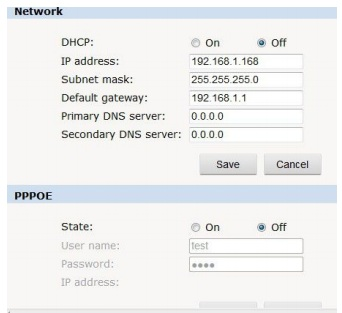 Network
DHCP: On Off
IP address: 192.168.1.168
Subnet mask: 255.255.255.0
Default gateway: 192.168.1.1
Primary DNS server: 0.0.0.0
Secondary DNS server: 0.0.0.0
Save Cancel
PPPOE
State: On Off
User name: test
Password: ●●●●
IP address: